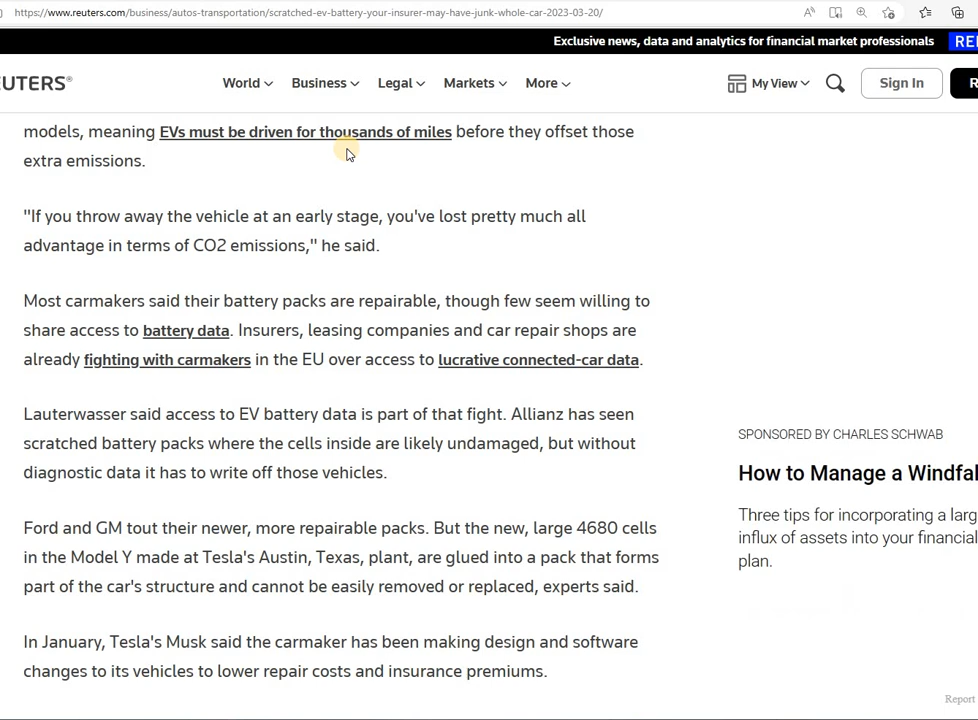 https://www.reuters.com/business/autos-transportation/scratched-ev-battery-your-insurer-may-have-junk-whole-car-2023-03-20/
Exclusive news, data and analytics for financial market professionals
World Business Legal Markets More My View Sign In
models, meaning EVs must be driven for thousands of miles before they offset those
extra emissions.
"If you throw away the vehicle at an early stage, you've lost pretty much all
advantage in terms of CO2 emissions," he said.
Most carmakers said their battery packs are repairable, though few seem willing to
share access to battery data. Insurers, leasing companies and car repair shops are
already fighting with carmakers in the EU over access to lucrative connected-car data.
Lauterwasser said access to EV battery data is part of that fight. Allianz has seen
scratched battery packs where the cells inside are likely undamaged, but without
diagnostic data it has to write off those vehicles.
Ford and GM tout their newer, more repairable packs. But the new, large 4680 cells
in the Model Y made at Tesla's Austin, Texas, plant, are glued into a pack that forms
part of the car's structure and cannot be easily removed or replaced, experts said.
In January, Tesla's Musk said the carmaker has been making design and software
changes to its vehicles to lower repair costs and insurance premiums.
SPONSORED BY CHARLES SCHWAB
How to Manage a
Three tips for incorporating a
influx of assets into your financial
plan.
Report